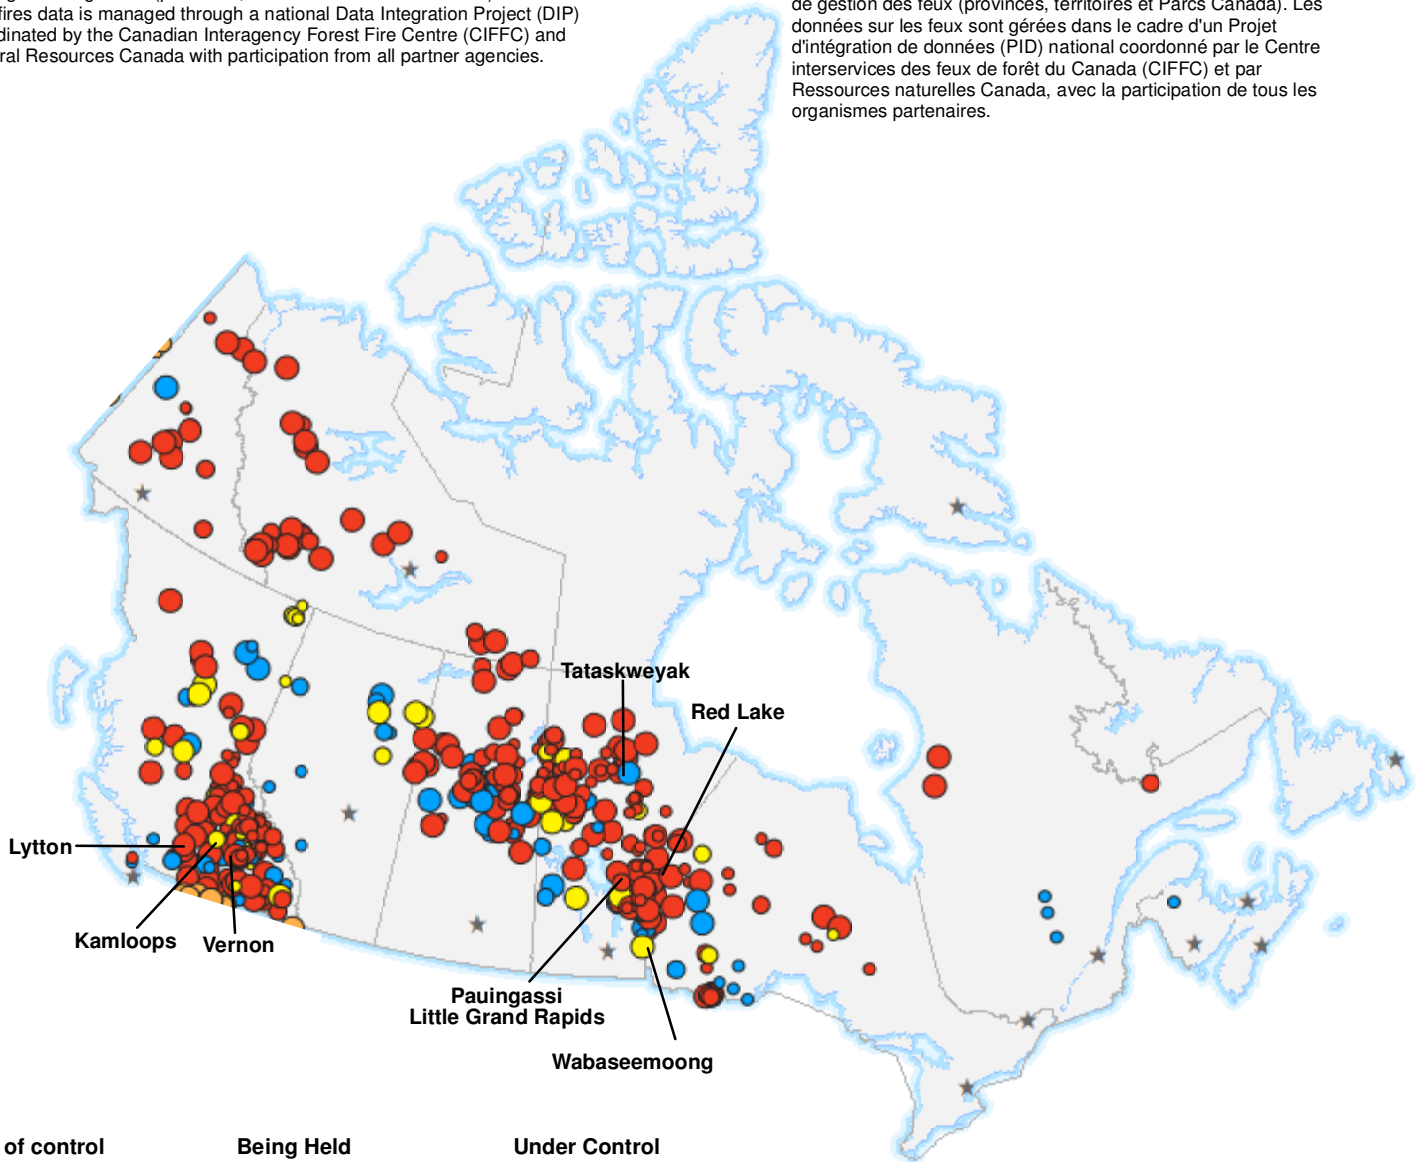 fires data is managed through a national Data Integration Project (DIP)
dinated by the Canadian Interagency Forest Fire Centre (CIFFC) and
ral Resources Canada with participation from all partner agencies.
de gestion des feux (provinces, territoires et Parcs Canada). Les
données sur les feux sont gérées dans le cadre d'un Projet
d'intégration de données (PID) national coordonné par le Centre
interservices des feux de forêt du Canada (CIFFC) et par
Ressources naturelles Canada, avec la participation de tous les
organismes partenaires.
Tataskweyak
Red Lake
Lytton
Kamloops
Vernon
Pauingassi
Little Grand Rapids
Wabaseemoong
of control
Being Held
Under Control